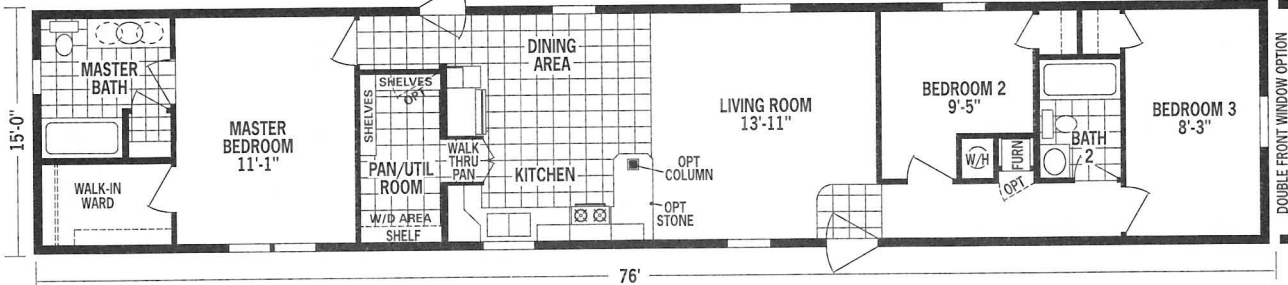 15'-0"
MASTER
BATH
WALK-IN
WARD
MASTER
BEDROOM
11'-1"
SHELVES
OPT
SHELVES
PAN/UTIL
ROOM
W/D AREA
SHELF
WALK
THRU
PAN
DINING
AREA
KITCHEN
OPT
COLUMN
OPT
STONE
LIVING ROOM
13'-11"
BEDROOM 2
9'-5"
W/H
FURN
OPT
BATH
2
BEDROOM 3
8'-3"
DOUBLE FRONT WINDOW OPTION
76'